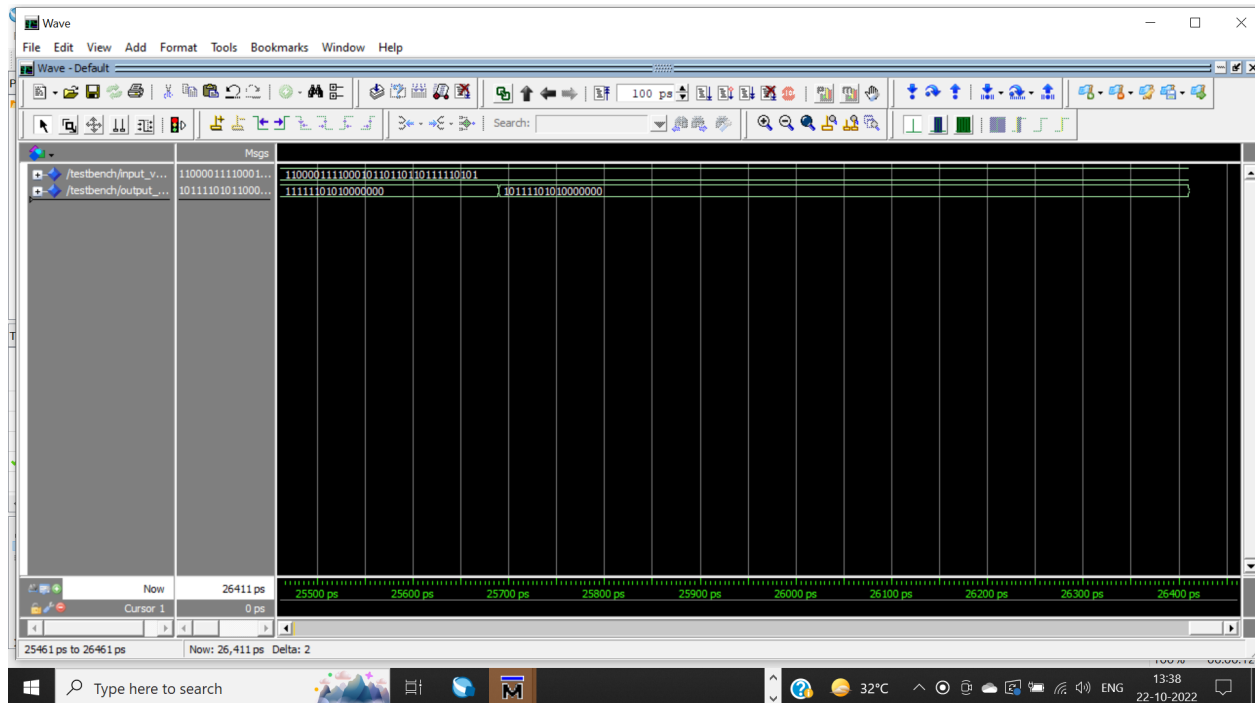 Wave
File Edit View Add Format Tools Bookmarks Window Help
Wave - Default
100 ps
Search:
Msgs
/testbench/input_v... 11000011110001... 11000011110001011011011011110101
/testbench/output_... 10111101011000... 1111110101000000 1011110101000000
Now 26411 ps 25500 ps 25600 ps 25700 ps 25800 ps 25900 ps 26000 ps 26100 ps 26200 ps 26300 ps 26400 ps
Cursor 1 0 ps
25461 ps to 26461 ps Now: 26,411 ps Delta: 2
Type here to search 32°C ENG 13:38
22-10-2022